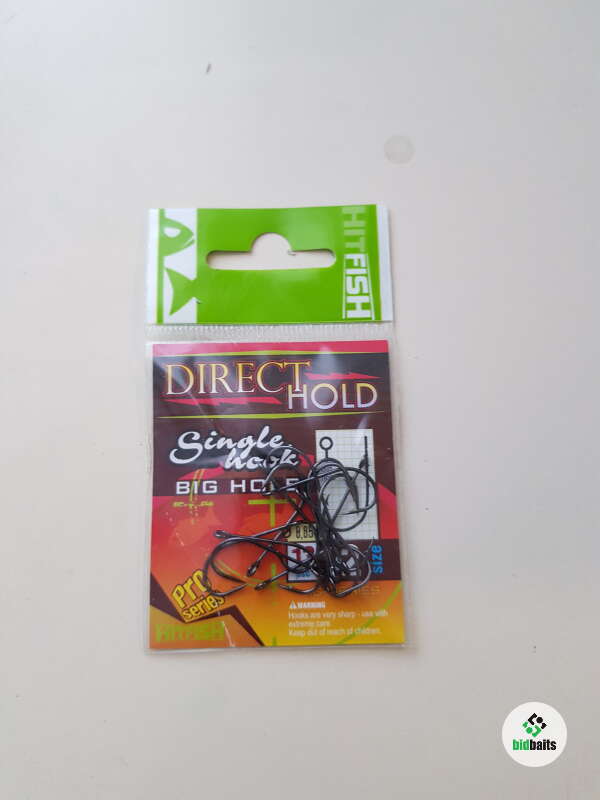 HITFISH
DIRECT
HOLD
Single
hook
BIG HOLE
size
Pro
series
WARNING
Hooks are very sharp - use with
extreme care
Keep out of reach of children.
HITFISH
bidbaits